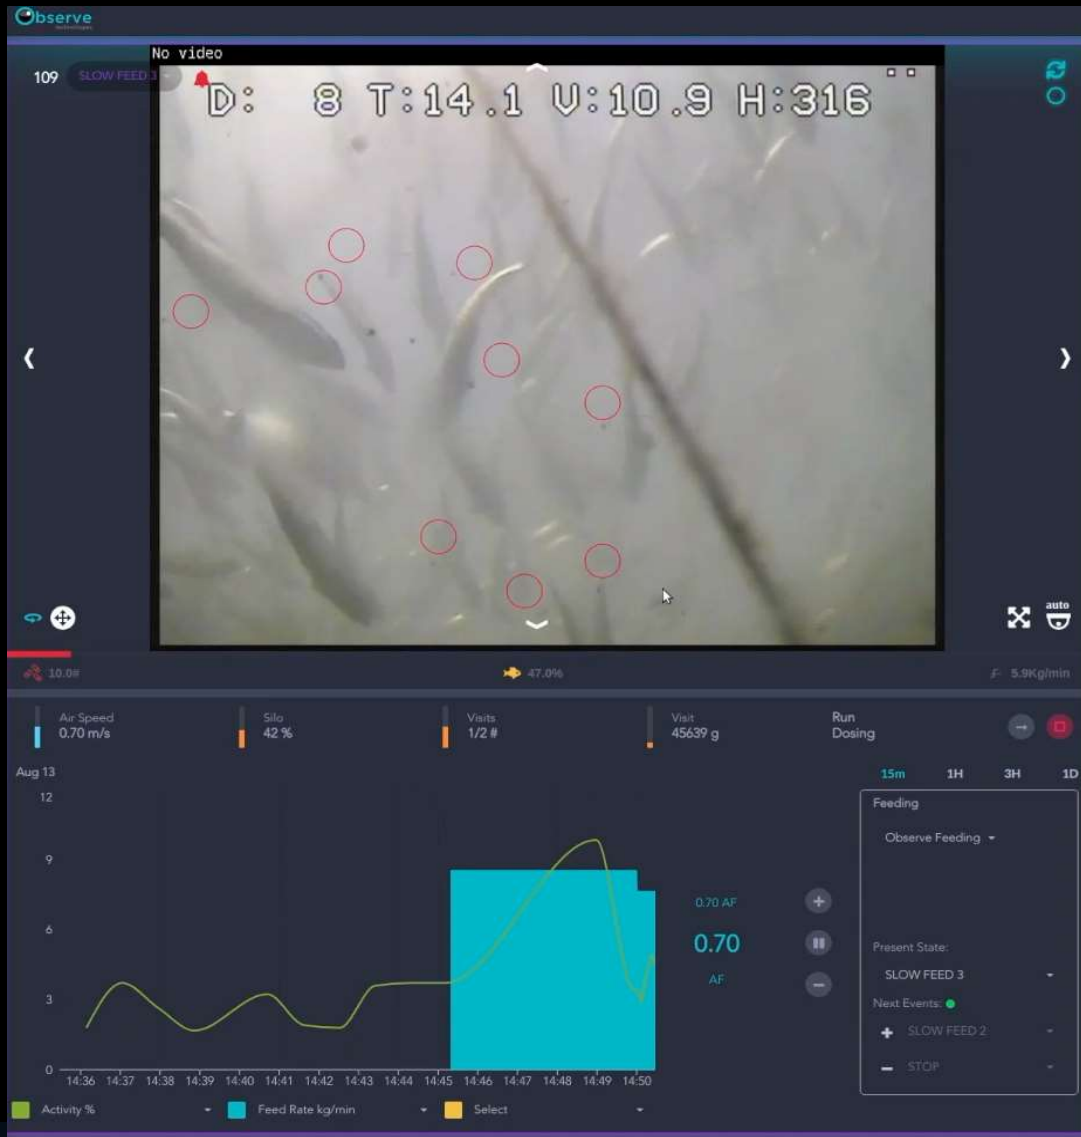 Observe
technologies
No video
109 SLOW FEED 3
D: 8 T:14.1 V:10.9 H:316
auto
10.0# 47.0% 5.9Kg/min
Air Speed
0.70 m/s
Silo
42 %
Visits
1/2 #
Visit
45639 g
Run
Dosing
Aug 13
15m 1H 3H 1D
12
9
6
3
0
14:36 14:37 14:38 14:39 14:40 14:41 14:42 14:43 14:44 14:45 14:46 14:47 14:48 14:49 14:50
0.70 AF
0.70
AF
Feeding
Observe Feeding
Present State:
SLOW FEED 3
Next Events:
SLOW FEED 2
STOP
Activity % Feed Rate kg/min Select